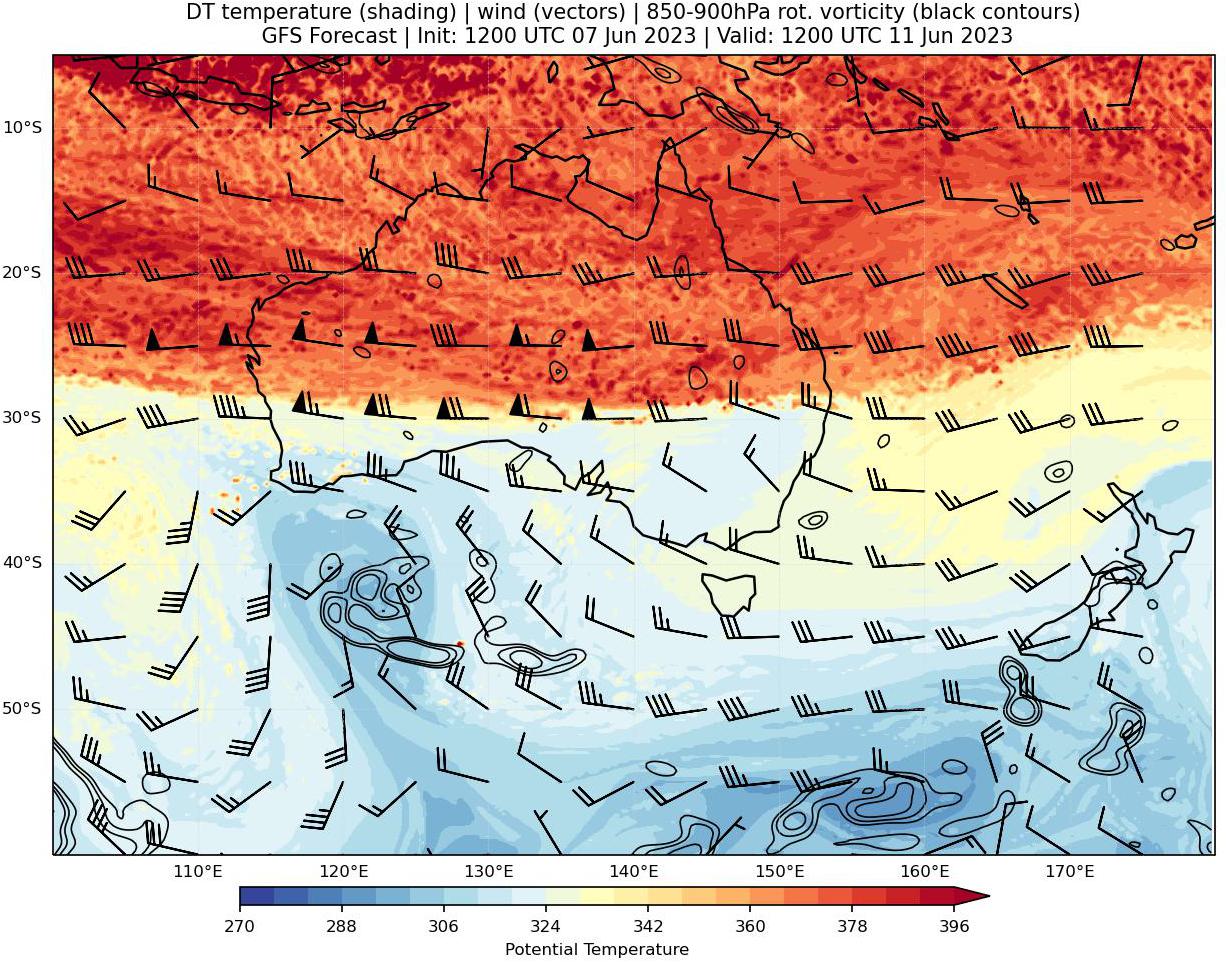 DT temperature (shading) | wind (vectors) | 850-900hPa rot. vorticity (black contours)
GFS Forecast | Init: 1200 UTC 07 Jun 2023 | Valid: 1200 UTC 11 Jun 2023
10°S
20°S
30°S
40°S
50°S
110°E 120°E 130°E 140°E 150°E 160°E 170°E
270 288 306 324 342 360 378 396
Potential Temperature